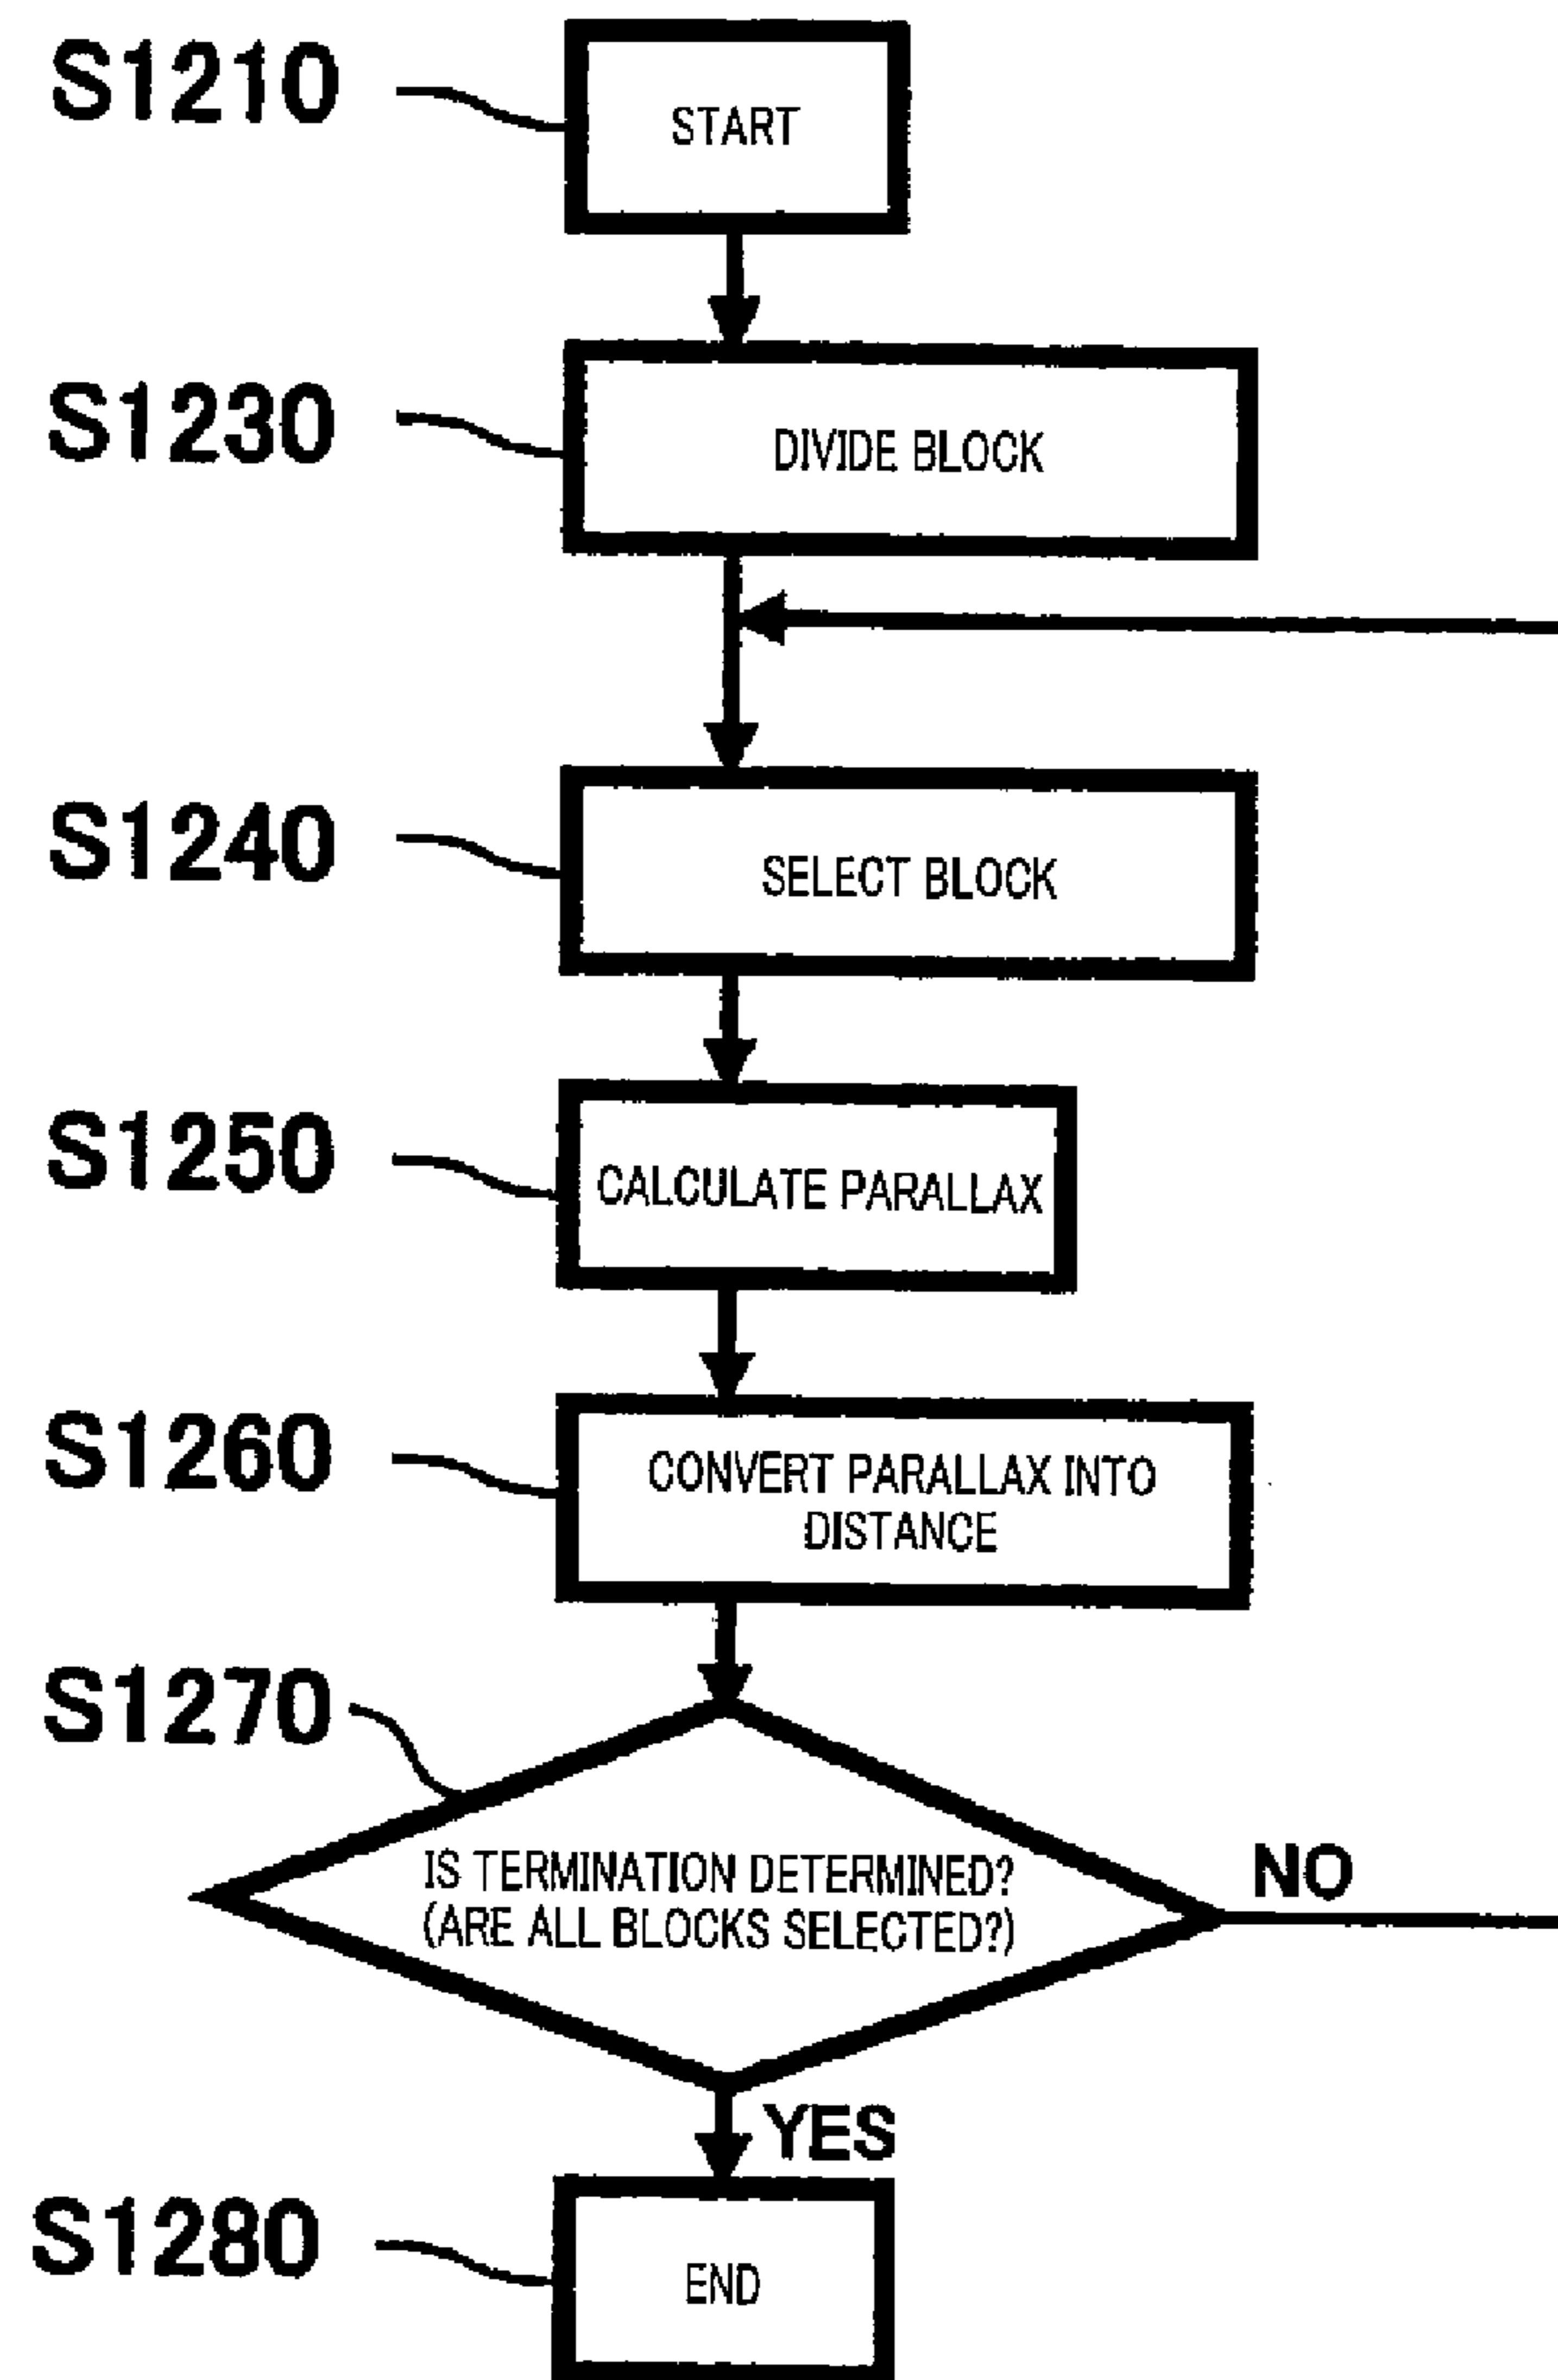 S1210
START
S1230
DIVIDE BLOCK
S1240
SELECT BLOCK
S1250
CALCULATE PARALLAX
S1260
CONVERT PARALLAX INTO
DISTANCE
S1270
IS TERMINATION DETERMINED?
(ARE ALL BLOCKS SELECTED?)
NO
YES
S1280
END